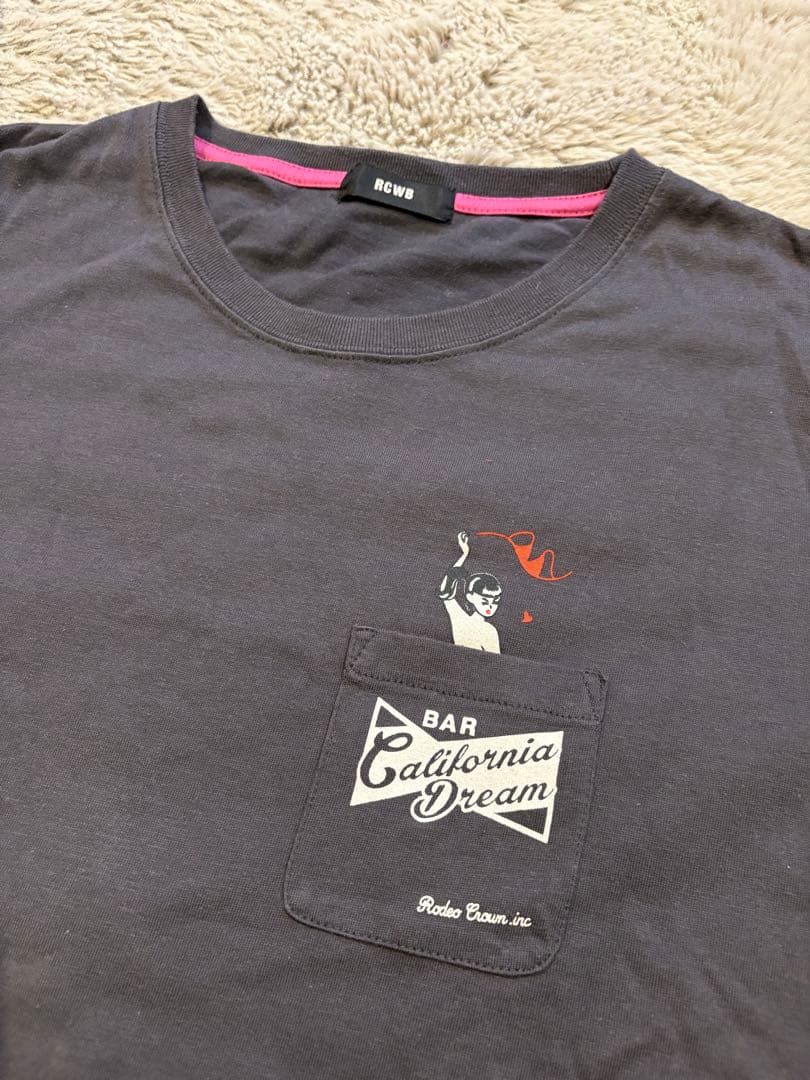 RCWB
BAR
California
Dream
Rodeo Crown.inc